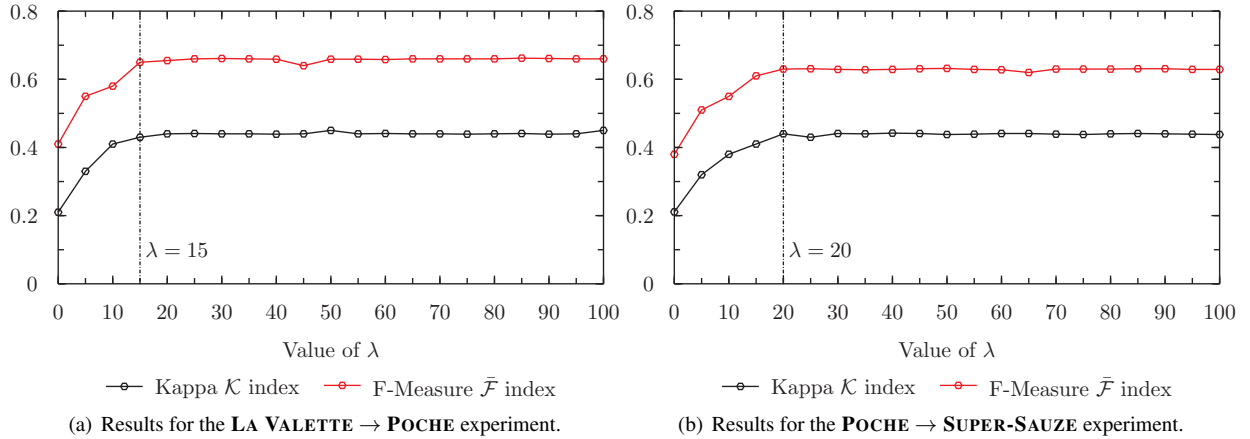 0.8
0.6
0.4
0.2
0
0 10 20 30 40 50 60 70 80 90 100
λ = 15
Value of λ
Kappa 𝒦 index F-Measure ℱ̄ index
(a) Results for the LA VALETTE → POCHE experiment.
0.8
0.6
0.4
0.2
0
0 10 20 30 40 50 60 70 80 90 100
λ = 20
Value of λ
Kappa 𝒦 index F-Measure ℱ̄ index
(b) Results for the POCHE → SUPER-SAUZE experiment.